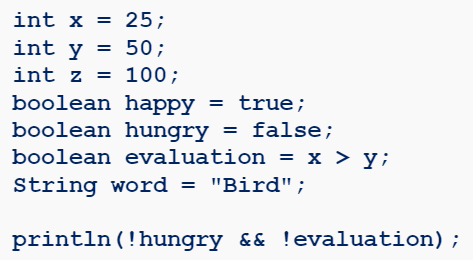 int x = 25;
int y = 50;
int z = 100;
boolean happy = true;
boolean hungry = false;
boolean evaluation = x > y;
String word = "Bird";
println(!hungry && !evaluation);